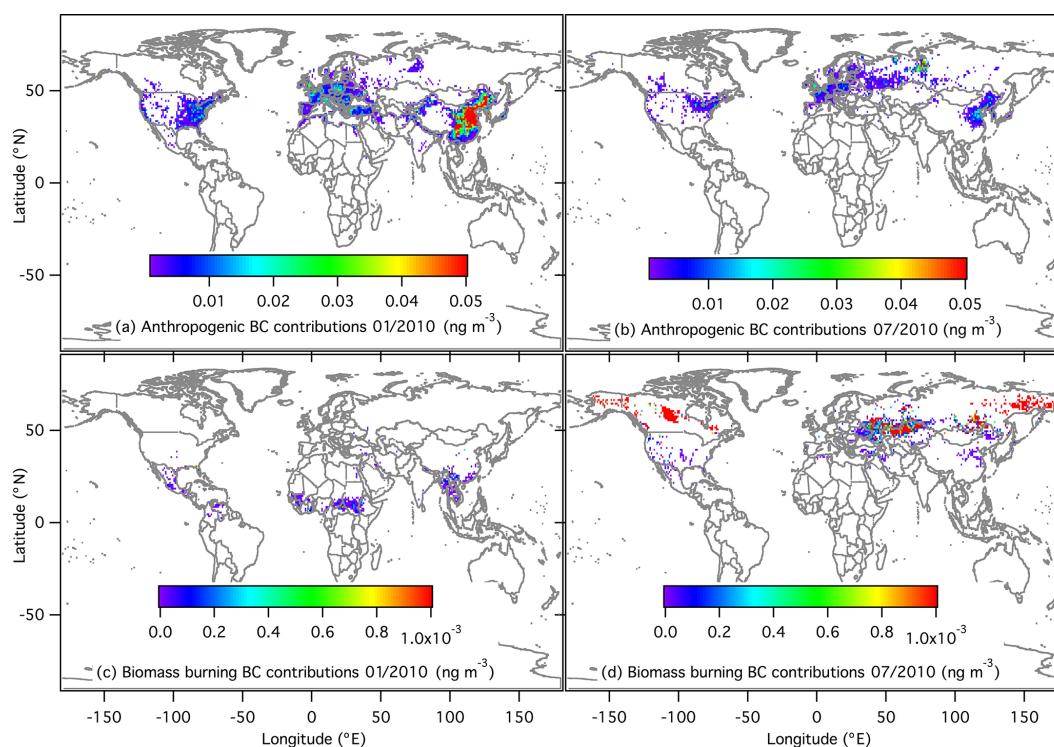 Latitude (°N)
50
0
-50
0.01 0.02 0.03 0.04 0.05
(a) Anthropogenic BC contributions 01/2010 (ng m⁻³)
0.01 0.02 0.03 0.04 0.05
(b) Anthropogenic BC contributions 07/2010 (ng m⁻³)
Latitude (°N)
50
0
-50
0.0 0.2 0.4 0.6 0.8 1.0x10⁻³
(c) Biomass burning BC contributions 01/2010 (ng m⁻³)
0.0 0.2 0.4 0.6 0.8 1.0x10⁻³
(d) Biomass burning BC contributions 07/2010 (ng m⁻³)
-150 -100 -50 0 50 100 150
Longitude (°E)
-150 -100 -50 0 50 100 150
Longitude (°E)